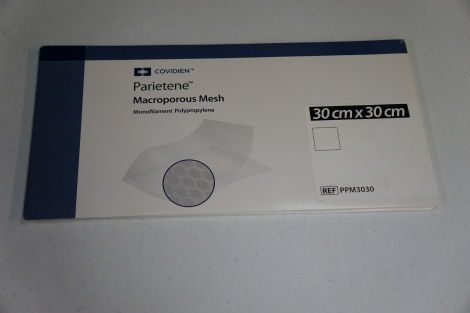 COVIDIEN™
Parietene™
Macroporous Mesh
Monofilament Polypropylene
30 cm x 30 cm
REF PPM3030